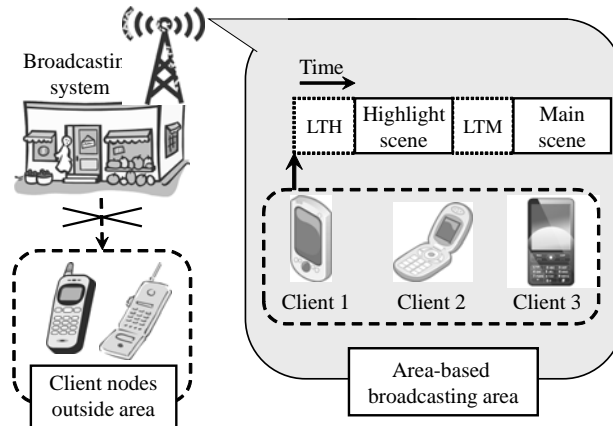 Broadcastin
system
Time
LTH
Highlight
scene
LTM
Main
scene
Client 1
Client 2
Client 3
Client nodes
outside area
Area-based
broadcasting area